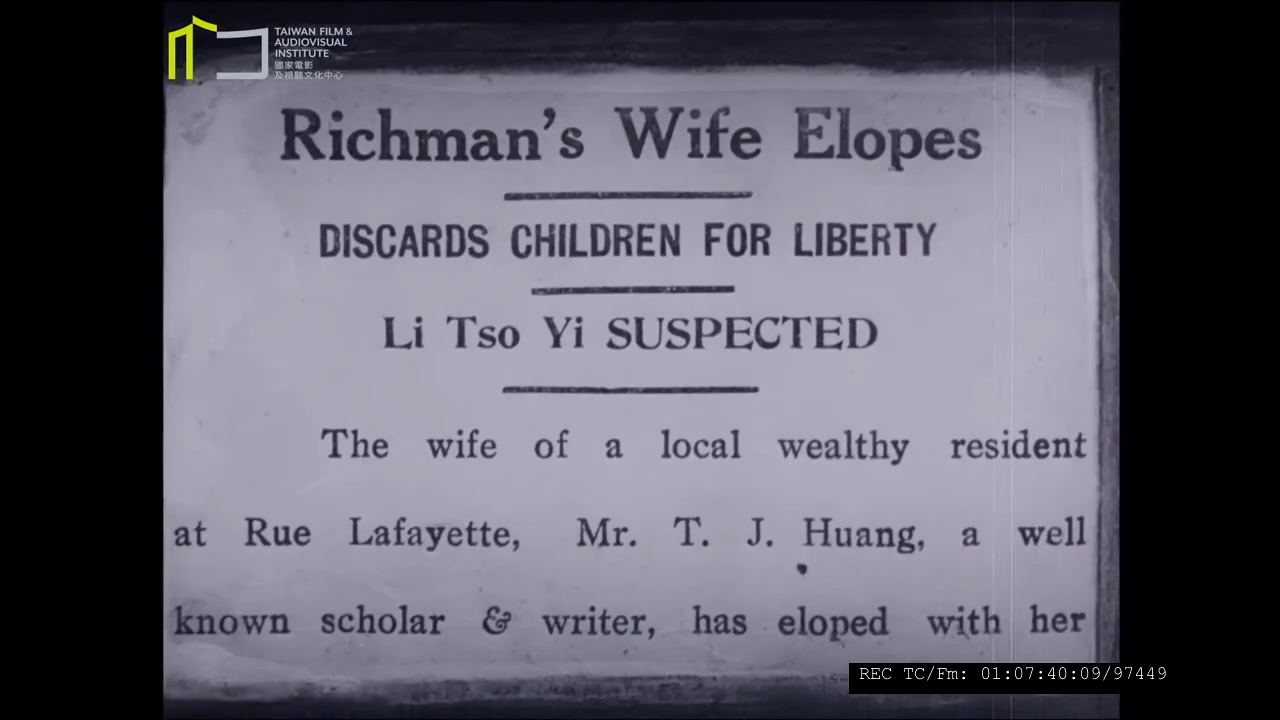 TAIWAN FILM &
AUDIOVISUAL
INSTITUTE
國家電影
及視聽文化中心
Richman's Wife Elopes
DISCARDS CHILDREN FOR LIBERTY
Li Tso Yi SUSPECTED
The wife of a local wealthy resident
at Rue Lafayette, Mr. T. J. Huang, a well
known scholar & writer, has eloped with her
REC TC/Fm: 01:07:40:09/97449